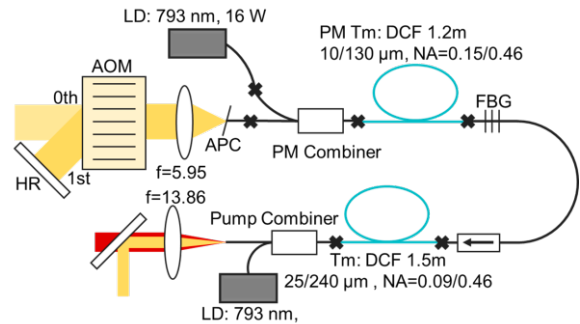 LD: 793 nm, 16 W
PM Tm: DCF 1.2m
10/130 µm, NA=0.15/0.46
AOM
0th
FBG
APC
PM Combiner
HR
1st
f=5.95
f=13.86
Pump Combiner
Tm: DCF 1.5m
25/240 µm , NA=0.09/0.46
LD: 793 nm,